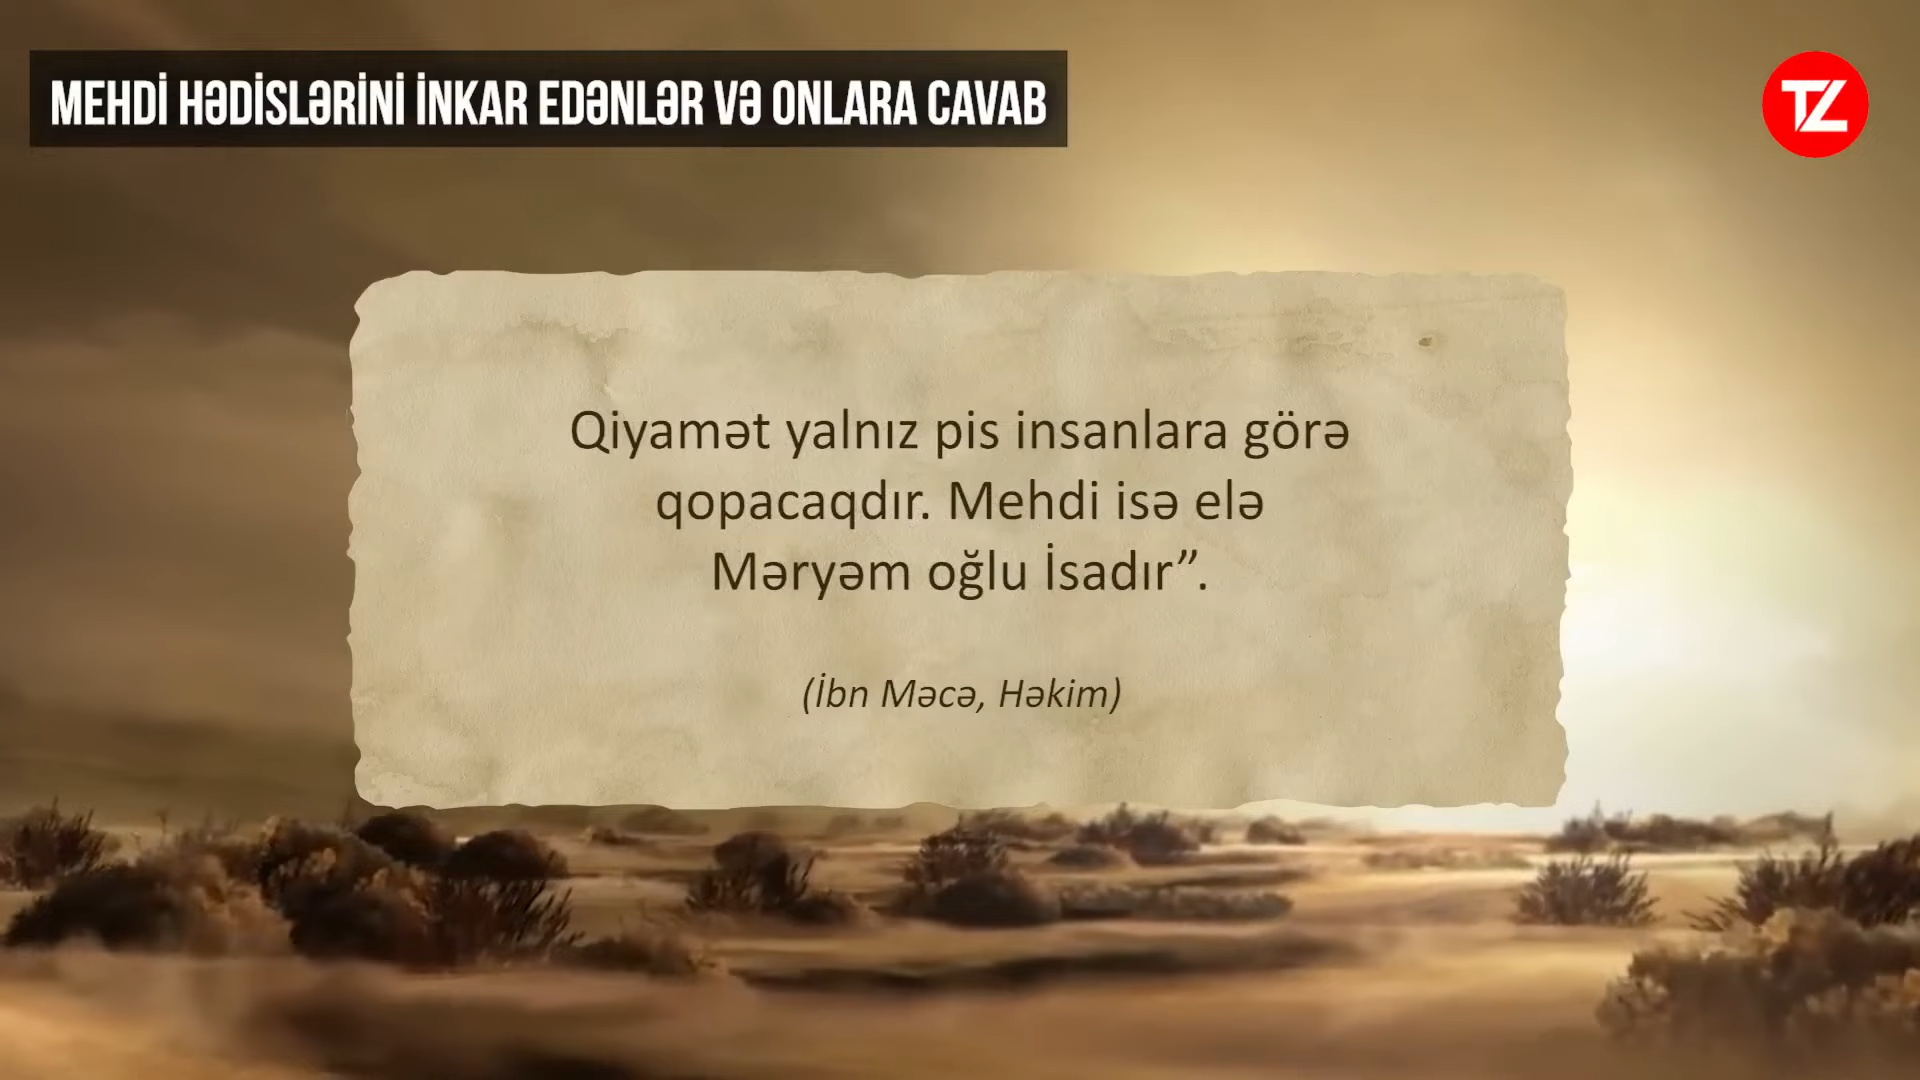 MEHDİ HƏDİSLƏRİNİ İNKAR EDƏNLƏR VƏ ONLARA CAVAB
TZ
Qiyamət yalnız pis insanlara görə
qopacaqdır. Mehdi isə elə
Məryəm oğlu İsadır”.
(İbn Məcə, Həkim)